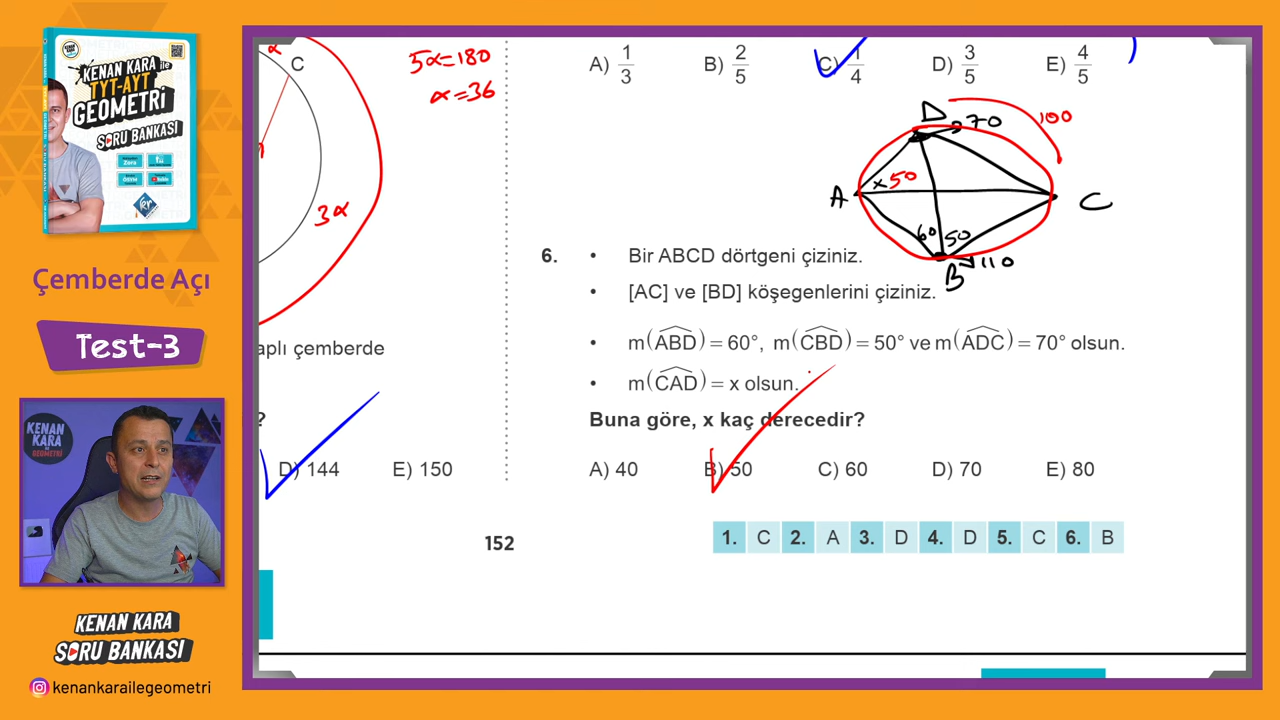 KENAN KARA ile
TYT-AYT
GEOMETRİ
SORU BANKASI
Çemberde Açı
Test-3
KENAN
KARA
GEOMETRİ
KENAN KARA
SORU BANKASI
kenankarailegeometri
α
C
5α=180
α=36
3α
aplı çemberde
?
D) 144 E) 150
152
A) 1/3 B) 2/5 C) 1/4 D) 3/5 E) 4/5
D
70
100
A
x 50
C
60 50
B
110
6. • Bir ABCD dörtgeni çiziniz.
• [AC] ve [BD] köşegenlerini çiziniz.
• m(ABD) = 60°, m(CBD) = 50° ve m(ADC) = 70° olsun.
• m(CAD) = x olsun.
Buna göre, x kaç derecedir?
A) 40 B) 50 C) 60 D) 70 E) 80
1. C 2. A 3. D 4. D 5. C 6. B